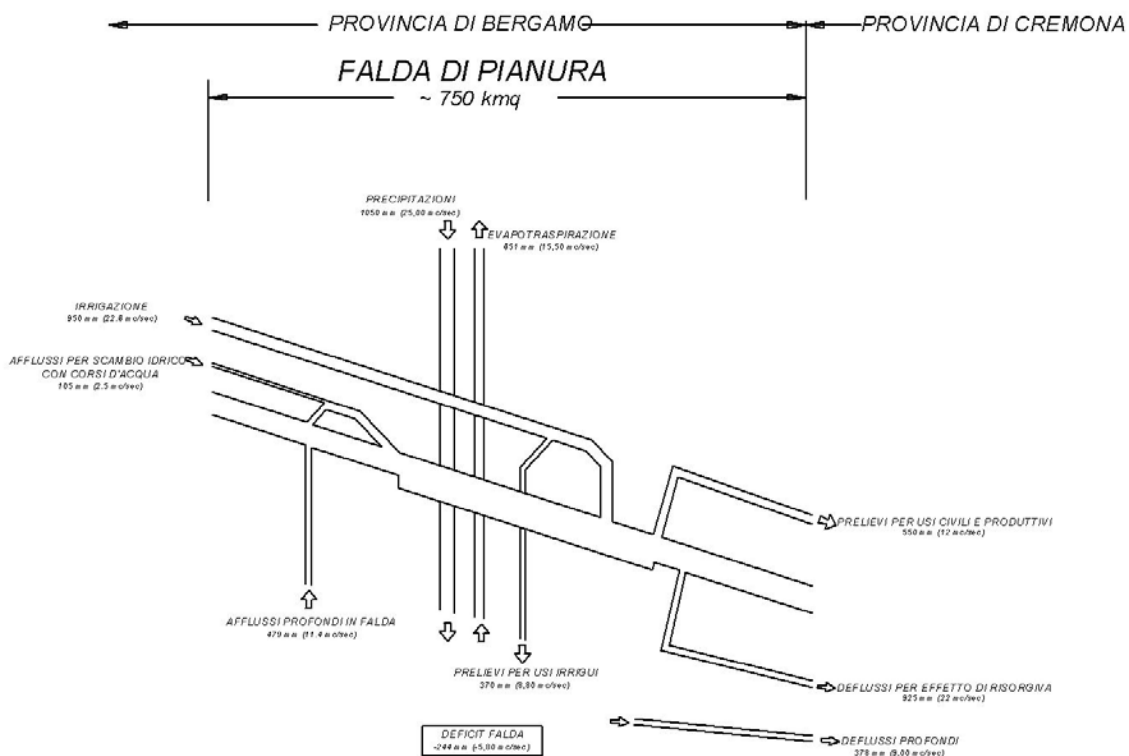 PROVINCIA DI BERGAMO
PROVINCIA DI CREMONA
FALDA DI PIANURA
~ 750 kmq
PRECIPITAZIONI
1050 mm (25,00 mc/sec)
EVAPOTRASPIRAZIONE
651 mm (15,50 mc/sec)
IRRIGAZIONE
950 mm (22.6 mc/sec)
AFFLUSSI PER SCAMBIO IDRICO
CON CORSI D'ACQUA
105 mm (2.5 mc/sec)
PRELIEVI PER USI CIVILI E PRODUTTIVI
550 mm (12 mc/sec)
AFFLUSSI PROFONDI IN FALDA
479 mm (11.4 mc/sec)
PRELIEVI PER USI IRRIGUI
370 mm (8,80 mc/sec)
DEFLUSSI PER EFFETTO DI RISORGIVA
925 mm (22 mc/sec)
DEFICIT FALDA
-244 mm (-5,80 mc/sec)
DEFLUSSI PROFONDI
378 mm (9,00 mc/sec)